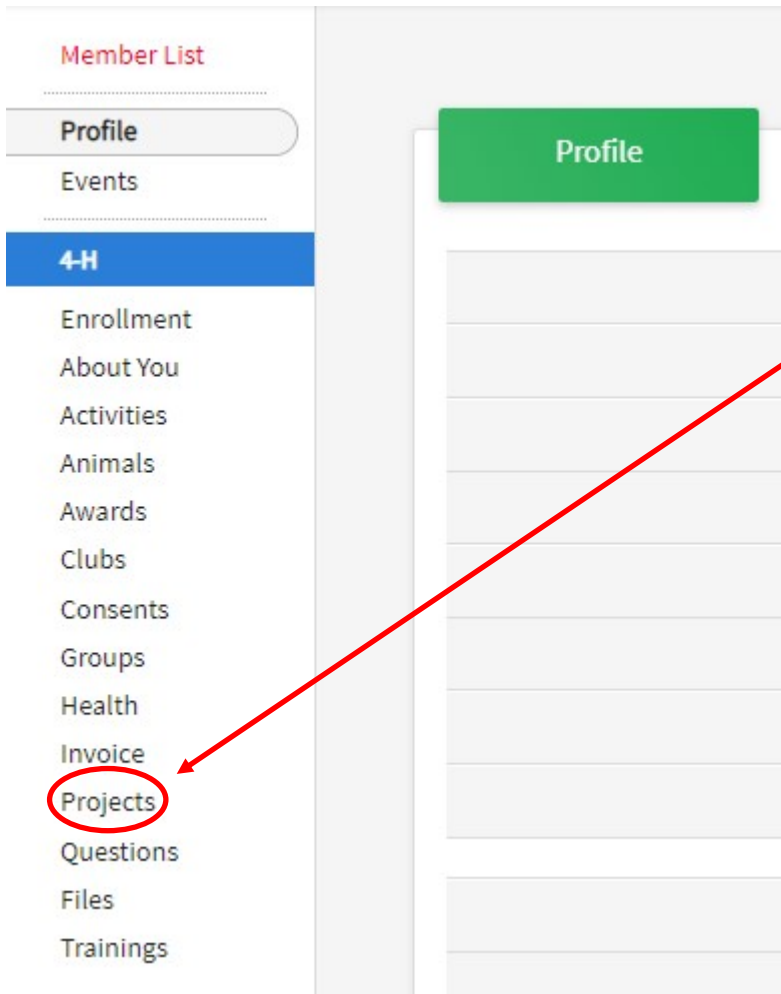 Member List
Profile
Events
4-H
Enrollment
About You
Activities
Animals
Awards
Clubs
Consents
Groups
Health
Invoice
Projects
Questions
Files
Trainings
Profile